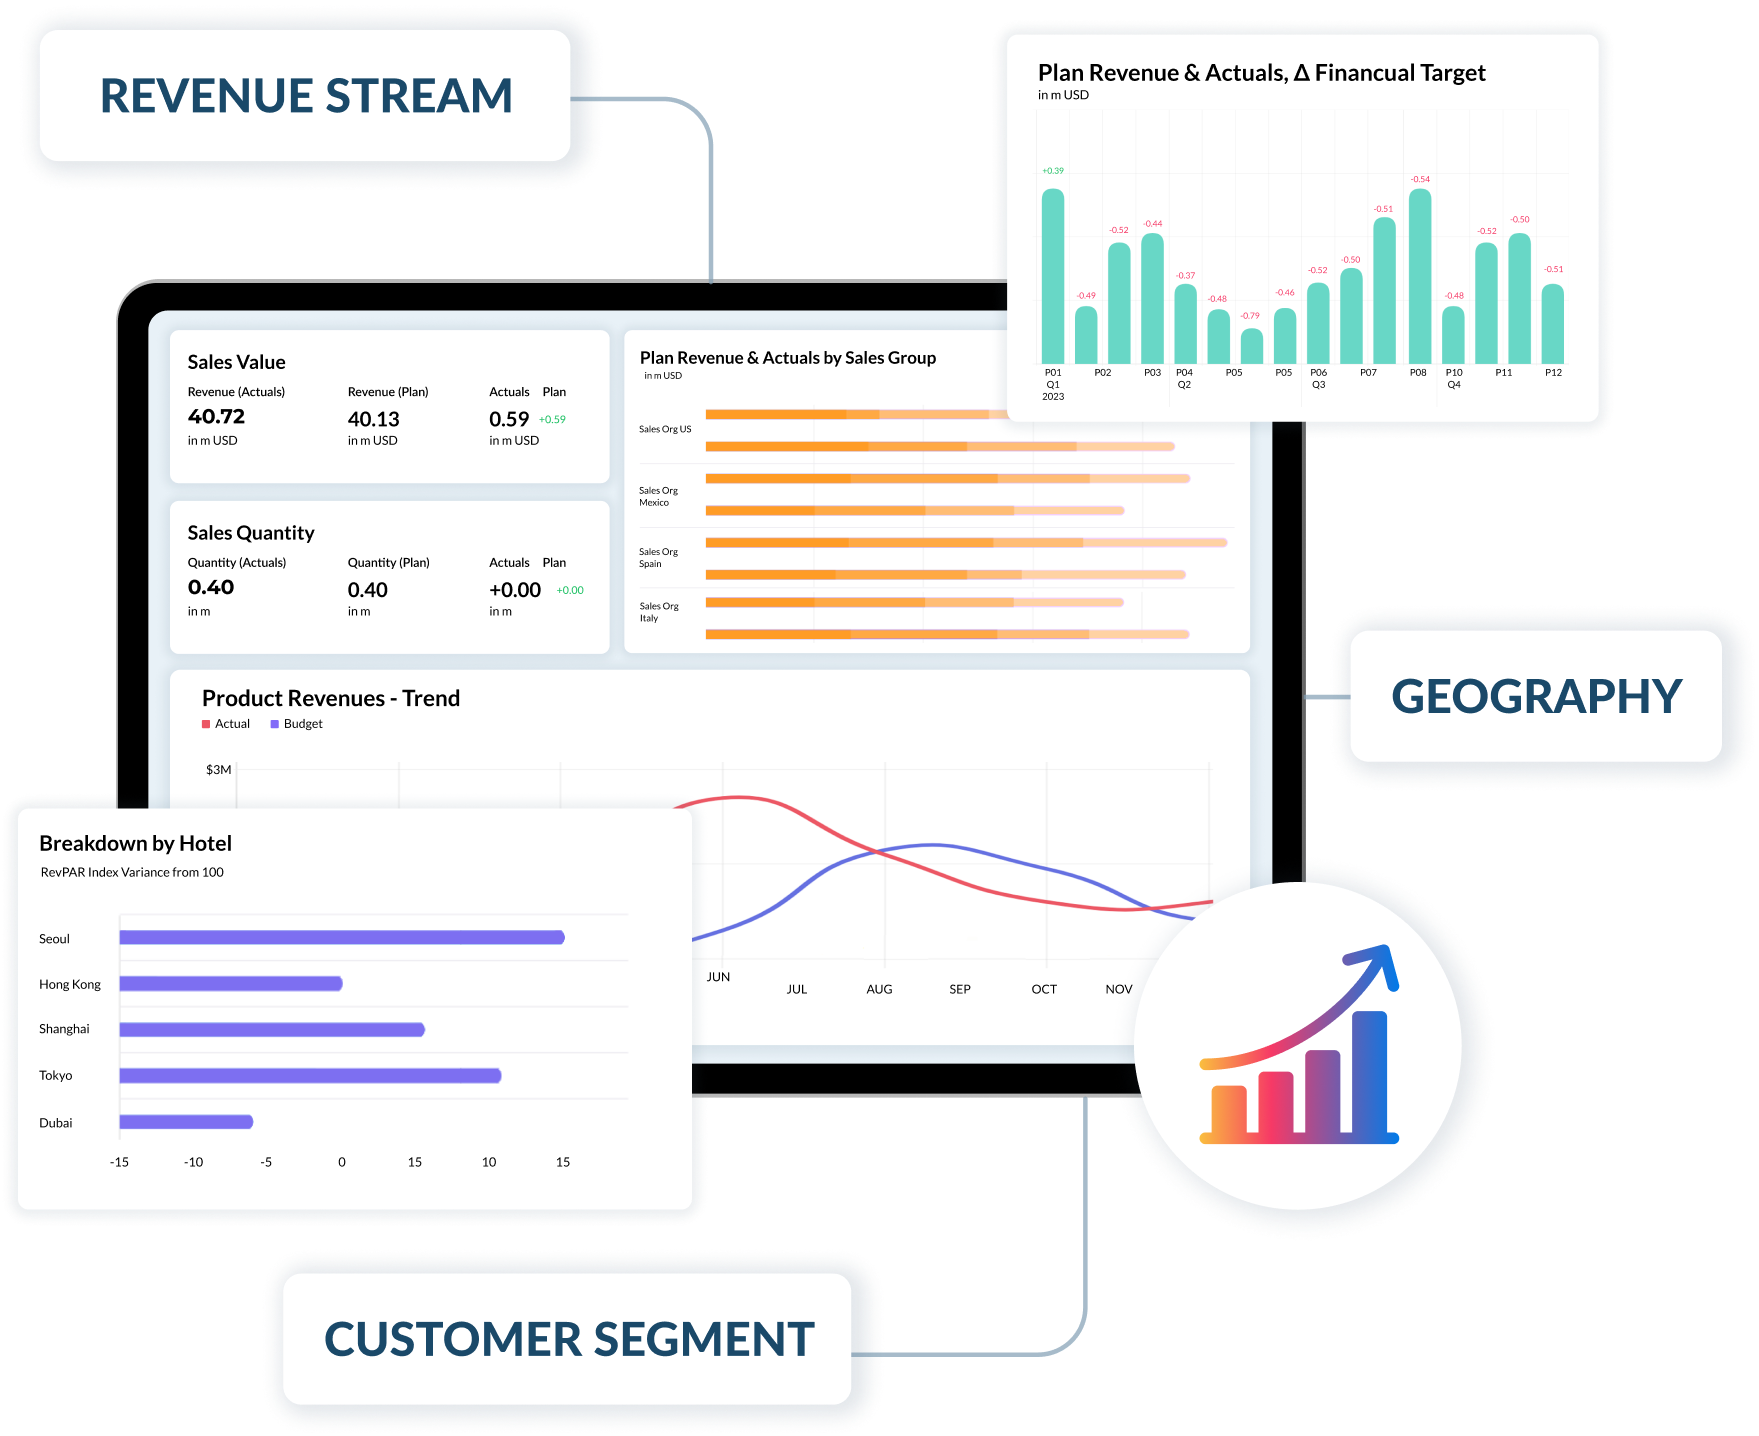 REVENUE STREAM
Plan Revenue & Actuals, Δ Financual Target
in m USD
+0.39
-0.49
-0.52
-0.44
-0.37
-0.48
-0.79
-0.46
-0.52
-0.50
-0.51
-0.54
-0.48
-0.52
-0.50
-0.51
P01 P02 P03 P04 P05 P05 P06 P07 P08 P10 P11 P12
Q1 Q2 Q3 Q4
2023
Sales Value
Revenue (Actuals) Revenue (Plan) Actuals Plan
40.72 40.13 0.59 +0.59
in m USD in m USD in m USD
Sales Quantity
Quantity (Actuals) Quantity (Plan) Actuals Plan
0.40 0.40 +0.00 +0.00
in m in m in m
Plan Revenue & Actuals by Sales Group
in m USD
Sales Org US
Sales Org
Mexico
Sales Org
Spain
Sales Org
Italy
GEOGRAPHY
Product Revenues - Trend
Actual Budget
$3M
JUN JUL AUG SEP OCT NOV
Breakdown by Hotel
RevPAR Index Variance from 100
Seoul
Hong Kong
Shanghai
Tokyo
Dubai
-15 -10 -5 0 15 10 15
CUSTOMER SEGMENT